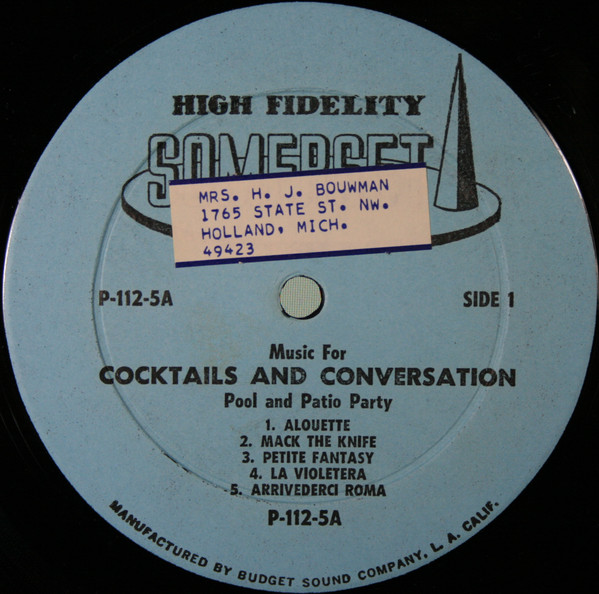 HIGH FIDELITY
SOMERSET
MRS. H. J. BOUWMAN
1765 STATE ST. NW.
HOLLAND, MICH.
49423
P-112-5A
SIDE 1
Music For
COCKTAILS AND CONVERSATION
Pool and Patio Party
1. ALOUETTE
2. MACK THE KNIFE
3. PETITE FANTASY
4. LA VIOLETERA
5. ARRIVEDERCI ROMA
P-112-5A
MANUFACTURED BY BUDGET SOUND COMPANY, L. A. CALIF.